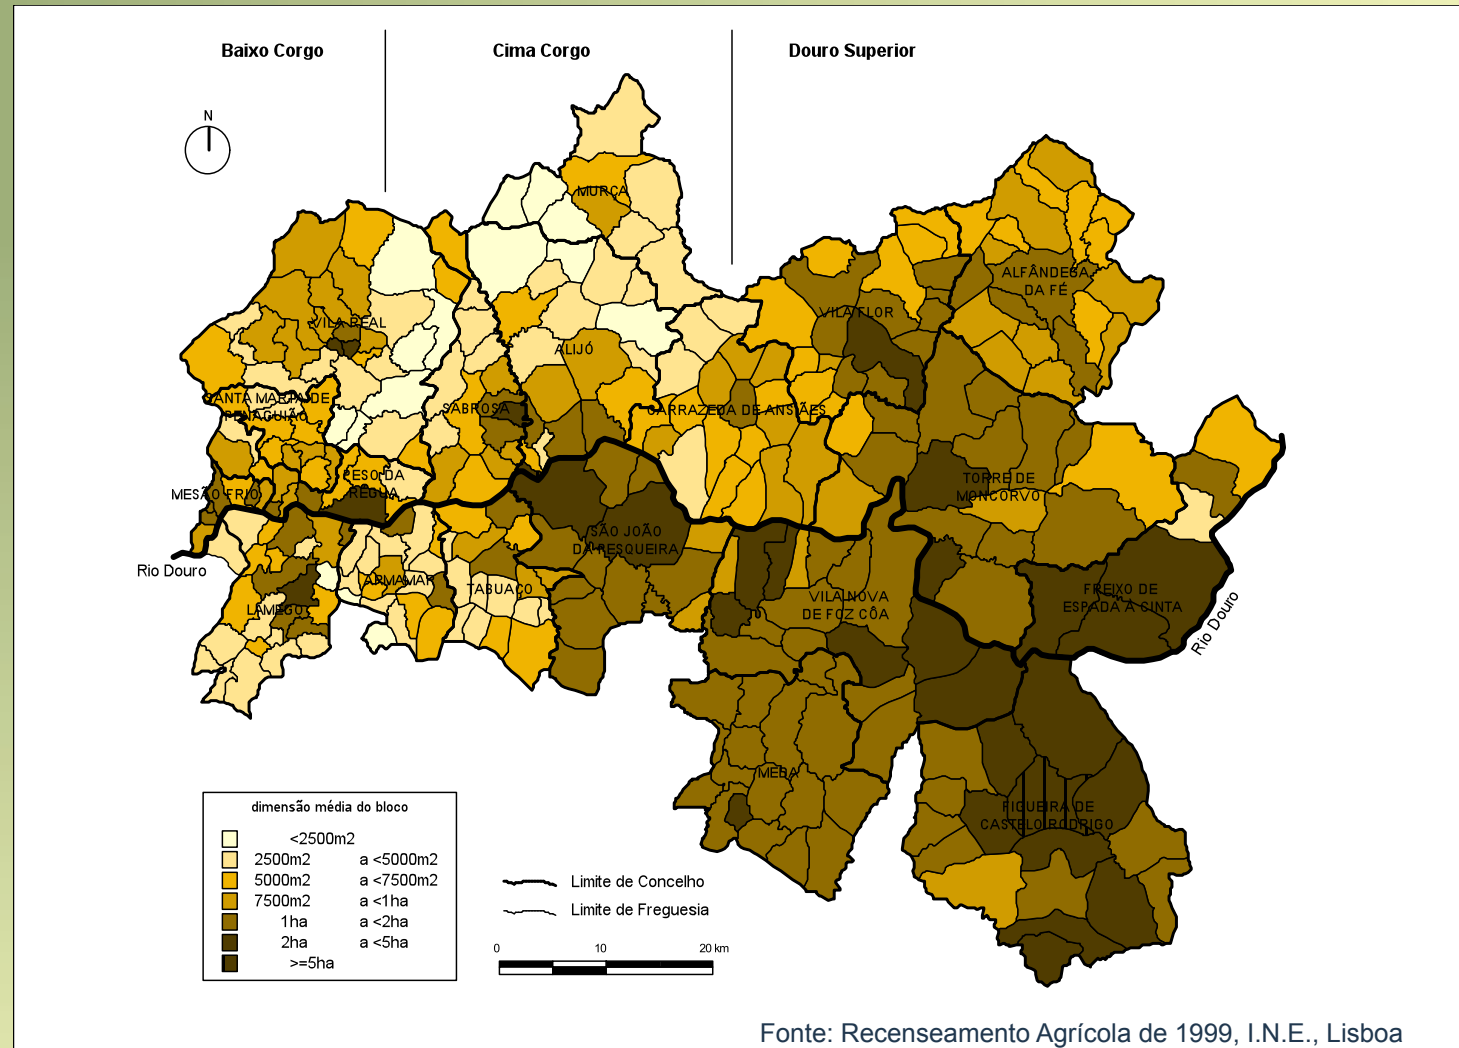 Baixo Corgo
Cima Corgo
Douro Superior
N
MURÇA
ALFÂNDEGA
DA FÉ
VILA REAL
VILA FLOR
ALIJÓ
SANTA MARTA DE
PENAGUIÃO
SABROSA
CARRAZEDA DE ANSIÃES
PESO DA
RÉGUA
MESÃO FRIO
TORRE DE
MONCORVO
SÃO JOÃO
DA PESQUEIRA
Rio Douro
ARMAMAR
TABUAÇO
LAMEGO
VILA NOVA
DE FOZ CÔA
FREIXO DE
ESPADA À CINTA
Rio Douro
MEDA
FIGUEIRA DE
CASTELO RODRIGO
dimensão média do bloco
<2500m2
2500m2 a <5000m2
5000m2 a <7500m2
7500m2 a <1ha
1ha a <2ha
2ha a <5ha
>=5ha
Limite de Concelho
Limite de Freguesia
0 10 20 km
Fonte: Recenseamento Agrícola de 1999, I.N.E., Lisboa